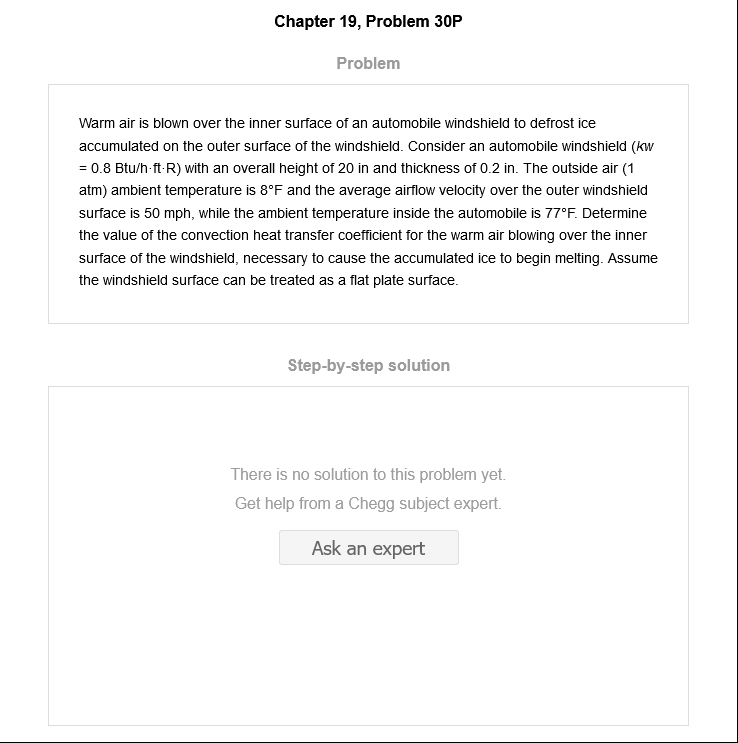 Chapter 19, Problem 30P
Problem
Warm air is blown over the inner surface of an automobile windshield to defrost ice
accumulated on the outer surface of the windshield. Consider an automobile windshield (kw
= 0.8 Btu/h·ft·R) with an overall height of 20 in and thickness of 0.2 in. The outside air (1
atm) ambient temperature is 8°F and the average airflow velocity over the outer windshield
surface is 50 mph, while the ambient temperature inside the automobile is 77°F. Determine
the value of the convection heat transfer coefficient for the warm air blowing over the inner
surface of the windshield, necessary to cause the accumulated ice to begin melting. Assume
the windshield surface can be treated as a flat plate surface.
Step-by-step solution
There is no solution to this problem yet.
Get help from a Chegg subject expert.
Ask an expert